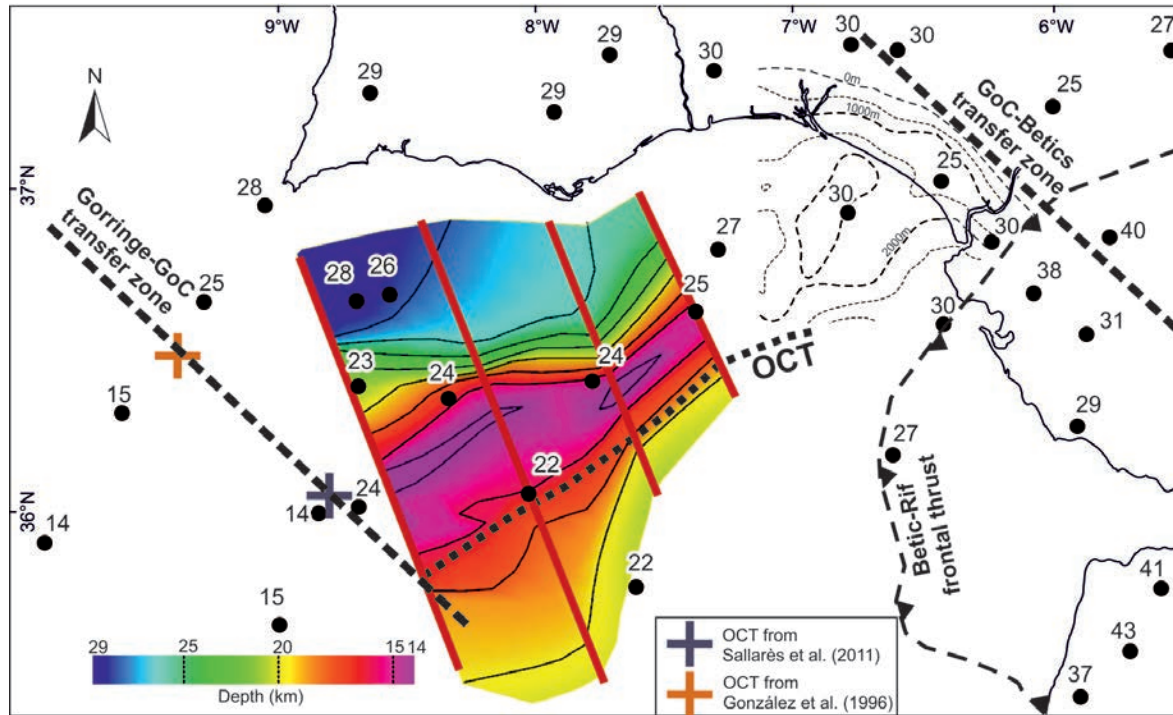 9°W
8°W
7°W
6°W
30
30
27
29
29
30
29
25
N
0m
1000m
GoC-Betics
transfer zone
25
37°N
28
30
30
40
27
2000m
Gorringe-GoC
transfer zone
25
28
26
38
25
30
31
OCT
23
24
24
15
29
27
22
24
14
36°N
14
Betic-Rif
frontal thrust
22
41
15
43
37
29
25
20
15
14
Depth (km)
OCT from
Sallarès et al. (2011)
OCT from
González et al. (1996)